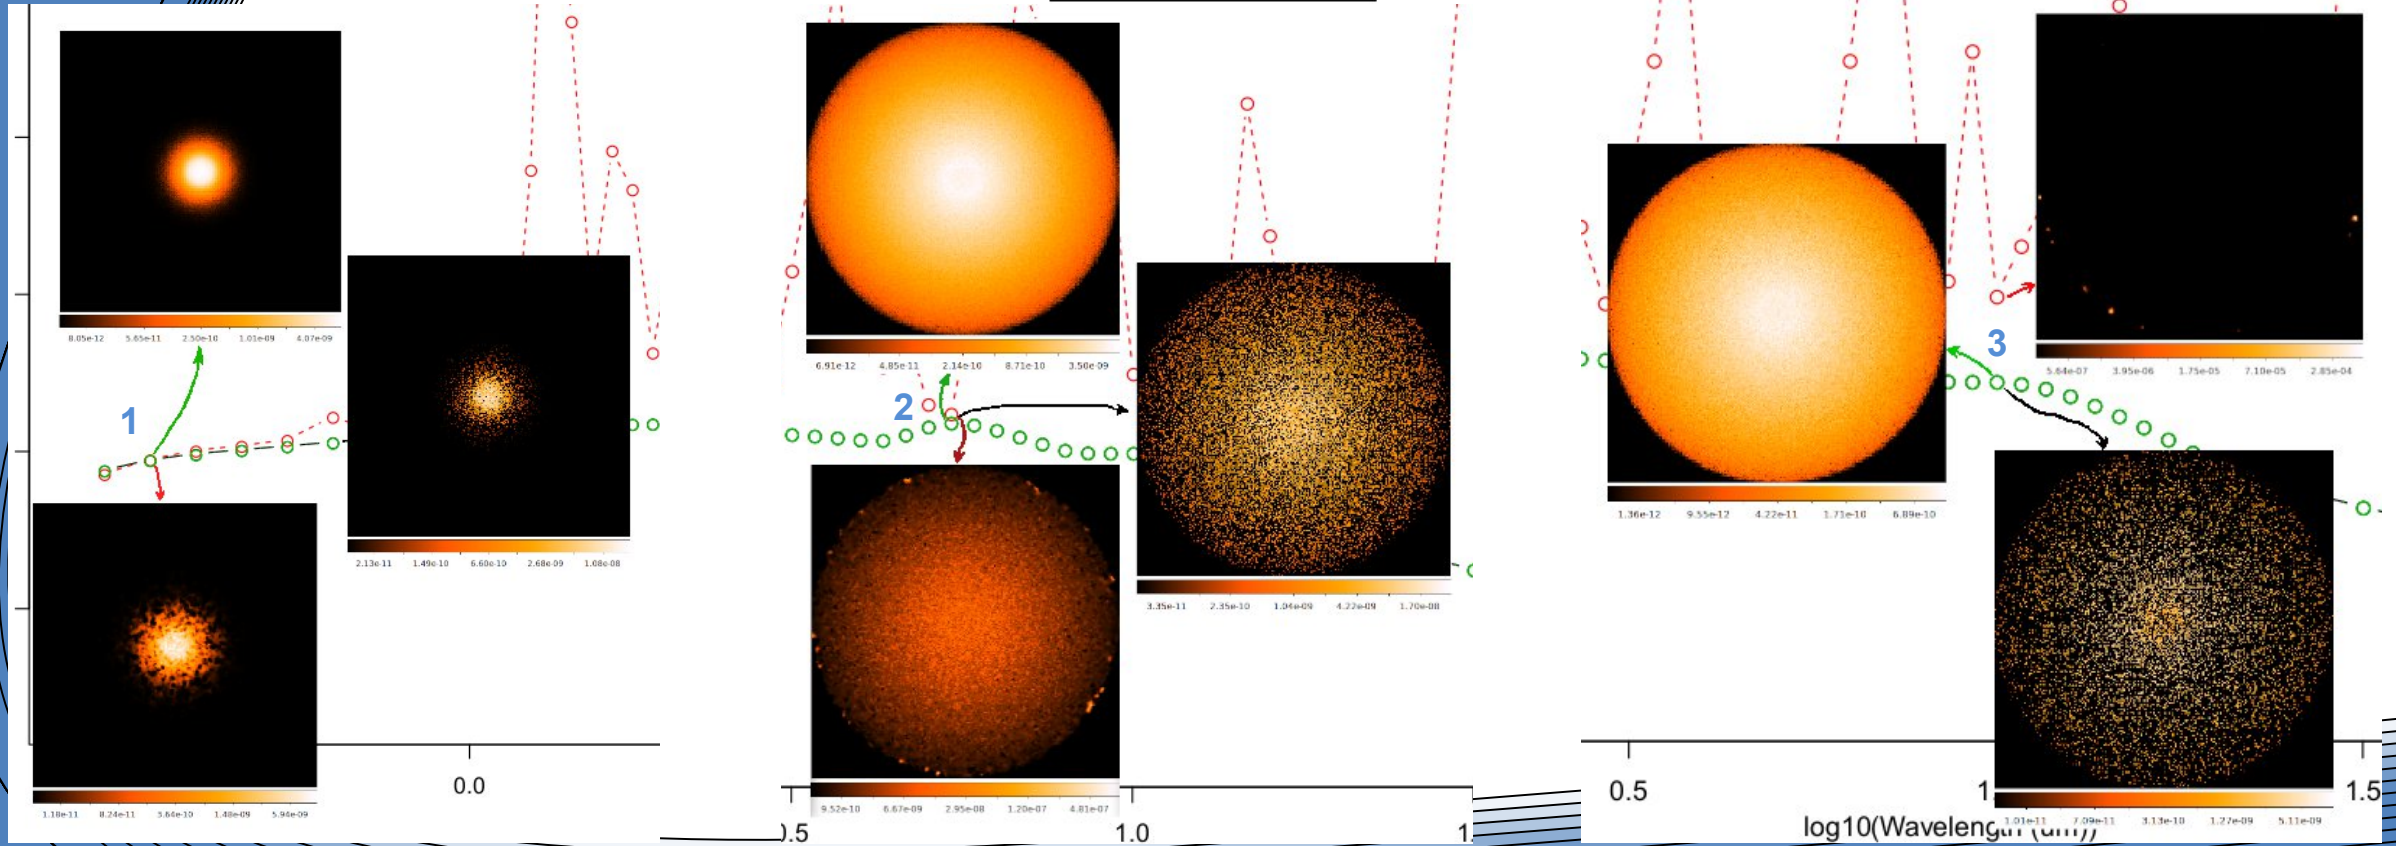 8.05e-12 5.65e-11 2.50e-10 1.01e-09 4.07e-09
1
2.13e-11 1.49e-10 6.60e-10 2.68e-09 1.08e-08
1.18e-11 8.24e-11 3.64e-10 1.48e-09 5.94e-09
0.0
6.91e-12 4.85e-11 2.14e-10 8.71e-10 3.50e-09
2
3.35e-11 2.35e-10 1.04e-09 4.22e-09 1.70e-08
9.52e-10 6.67e-09 2.95e-08 1.20e-07 4.81e-07
0.5 1.0
5.64e-07 3.95e-06 1.75e-05 7.10e-05 2.85e-04
3
1.36e-12 9.55e-12 4.22e-11 1.71e-10 6.89e-10
1.01e-11 7.09e-11 3.13e-10 1.27e-09 5.11e-09
0.5 1.5
log10(Wavelength (um))